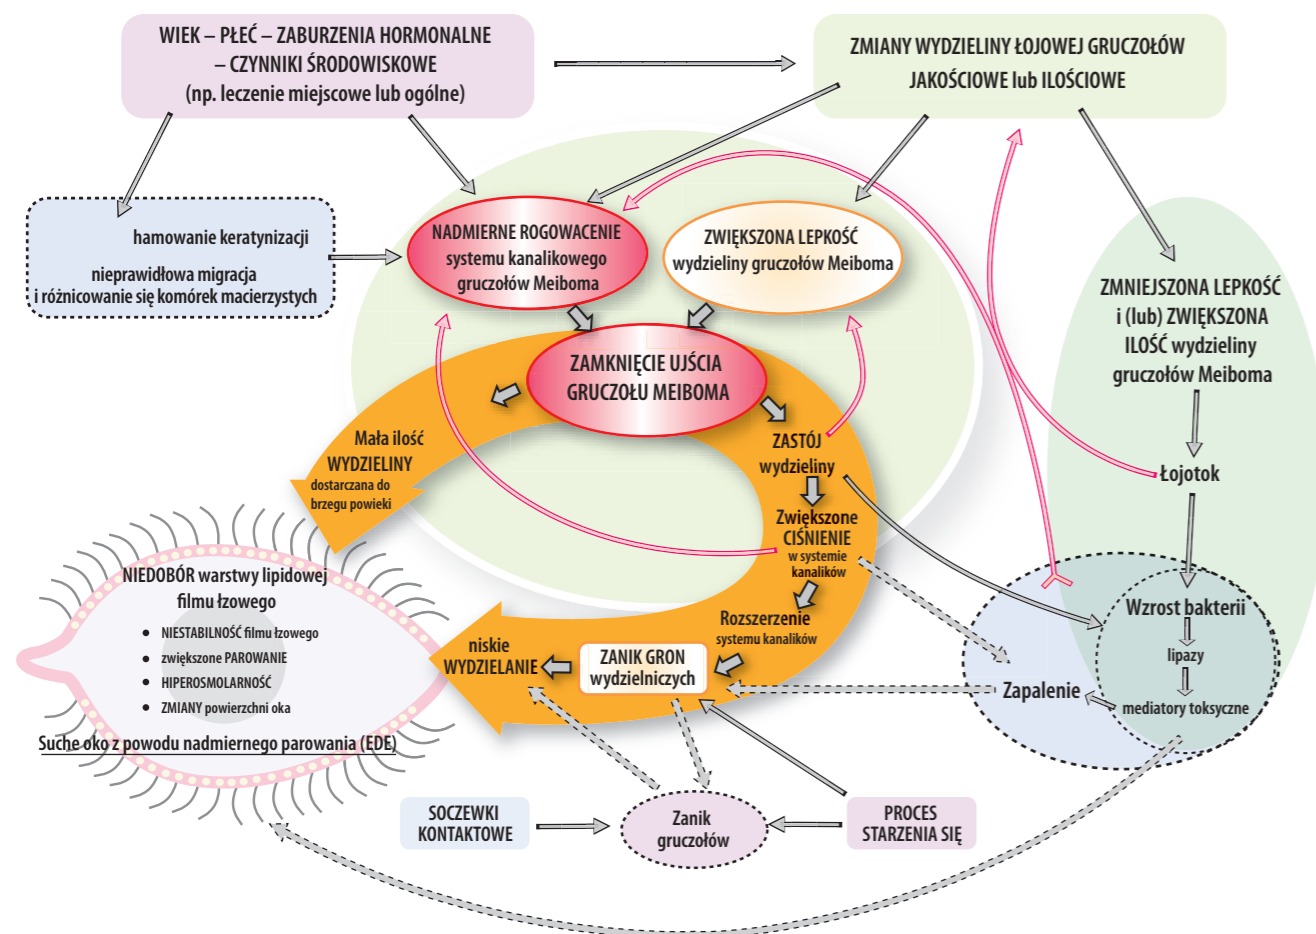 WIEK – PŁEĆ – ZABURZENIA HORMONALNE
– CZYNNIKI ŚRODOWISKOWE
(np. leczenie miejscowe lub ogólne)
ZMIANY WYDZIELINY ŁOJOWEJ GRUCZOŁÓW
JAKOŚCIOWE lub ILOŚCIOWE
hamowanie keratynizacji
nieprawidłowa migracja
i różnicowanie się komórek macierzystych
NADMIERNE ROGOWACENIE
systemu kanalikowego
gruczołów Meiboma
ZWIĘKSZONA LEPKOŚĆ
wydzieliny gruczołów Meiboma
ZMNIEJSZONA LEPKOŚĆ
i (lub) ZWIĘKSZONA
ILOŚĆ wydzieliny
gruczołów Meiboma
ZAMKNIĘCIE UJŚCIA
GRUCZOŁU MEIBOMA
Mała ilość
WYDZIELINY
dostarczana do
brzegu powieki
ZASTÓJ
wydzieliny
Zwiększone
CIŚNIENIE
w systemie
kanalików
Rozszerzenie
systemu kanalików
ZANIK GRON
wydzielniczych
niskie
WYDZIELANIE
Łojotok
Wzrost bakterii
lipazy
mediatory toksyczne
Zapalenie
NIEDOBÓR warstwy lipidowej
filmu łzowego
• NIESTABILNOŚĆ filmu łzowego
• zwiększone PAROWANIE
• HIPEROSMOLARNOŚĆ
• ZMIANY powierzchni oka
Suche oko z powodu nadmiernego parowania (EDE)
SOCZEWKI
KONTAKTOWE
Zanik
gruczołów
PROCES
STARZENIA SIĘ